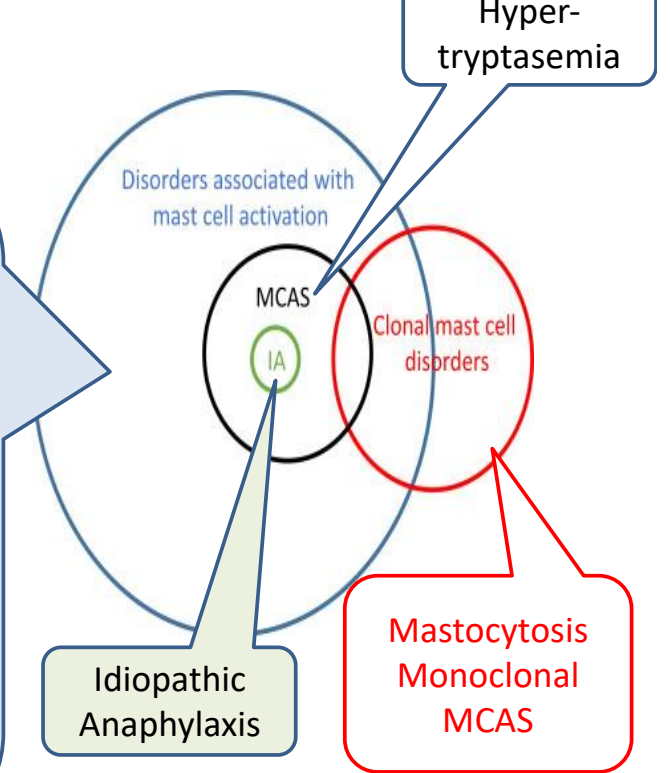 Hyper-
tryptasemia
Disorders associated with
mast cell activation
MCAS
Clonal mast cell
disorders
IA
Mastocytosis
Monoclonal
MCAS
Idiopathic
Anaphylaxis